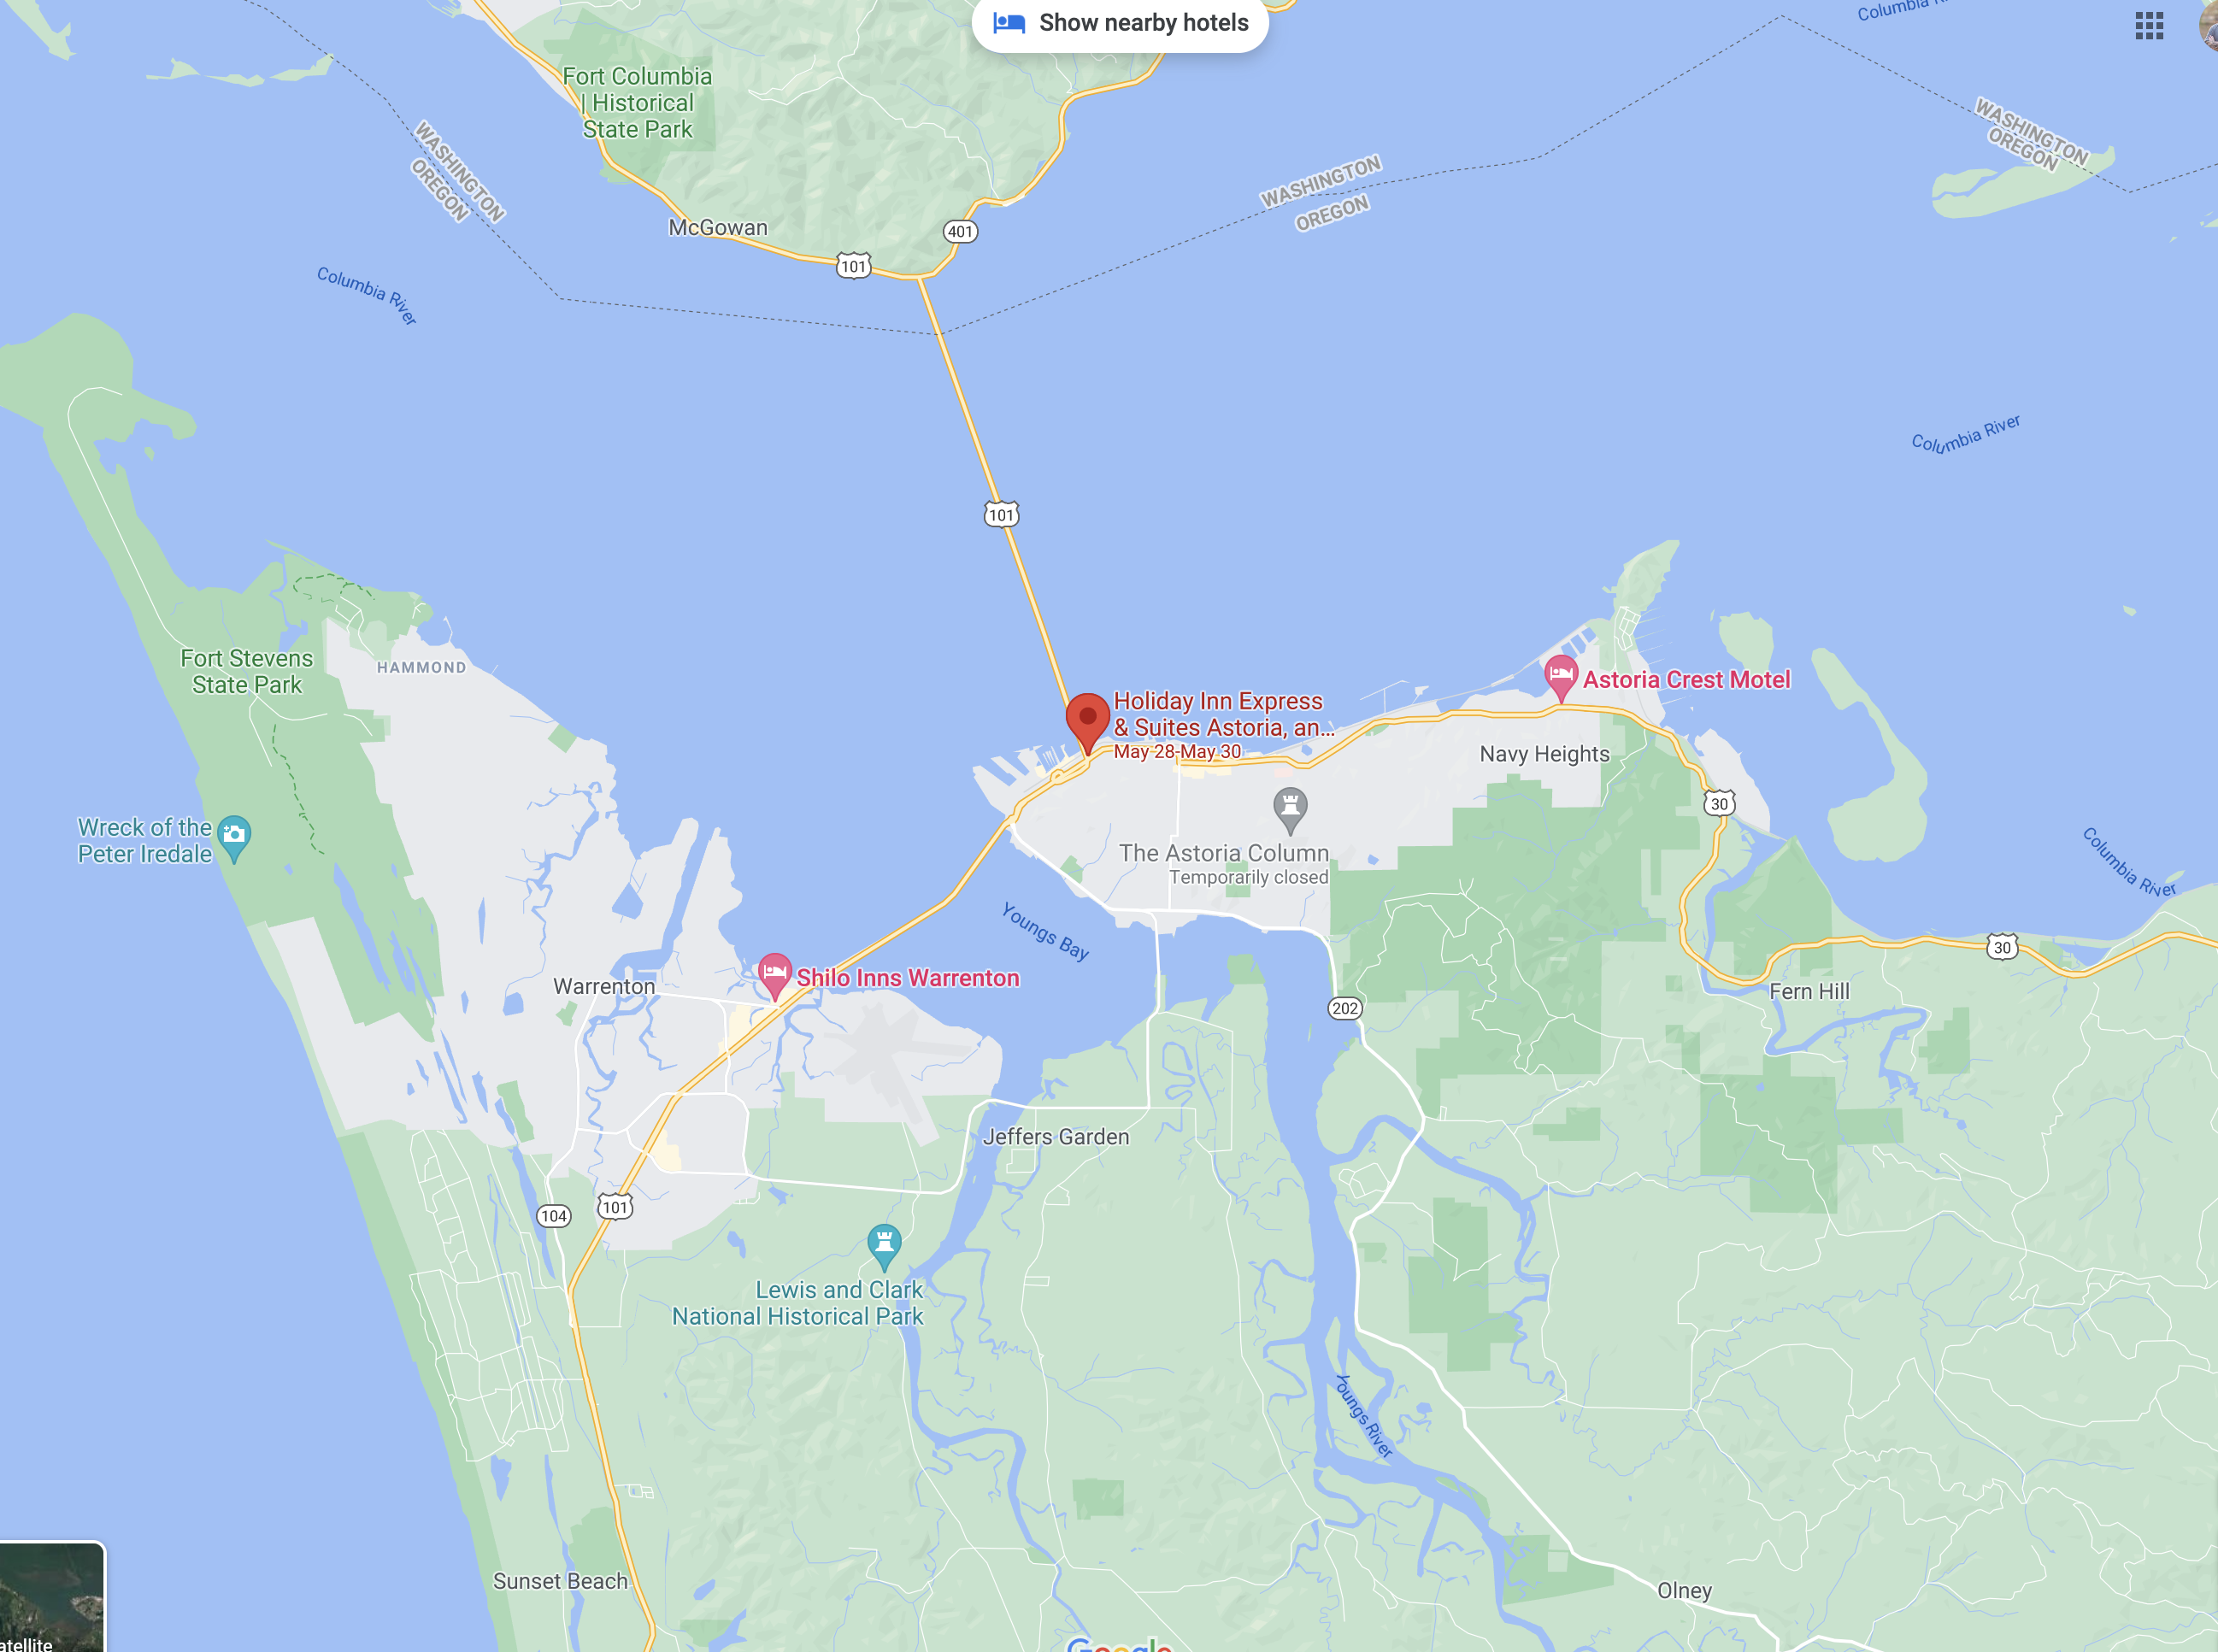 Show nearby hotels
Columbia
Fort Columbia
| Historical
State Park
WASHINGTON
OREGON
WASHINGTON
OREGON
WASHINGTON
OREGON
McGowan
401
101
Columbia River
Columbia River
101
HAMMOND
Fort Stevens
State Park
Astoria Crest Motel
Holiday Inn Express
& Suites Astoria, an...
May 28-May 30
Navy Heights
30
Wreck of the
Peter Iredale
The Astoria Column
Temporarily closed
Columbia River
Youngs Bay
30
Shilo Inns Warrenton
Warrenton
Fern Hill
202
Jeffers Garden
104
101
Lewis and Clark
National Historical Park
Youngs River
Sunset Beach
Olney
Google